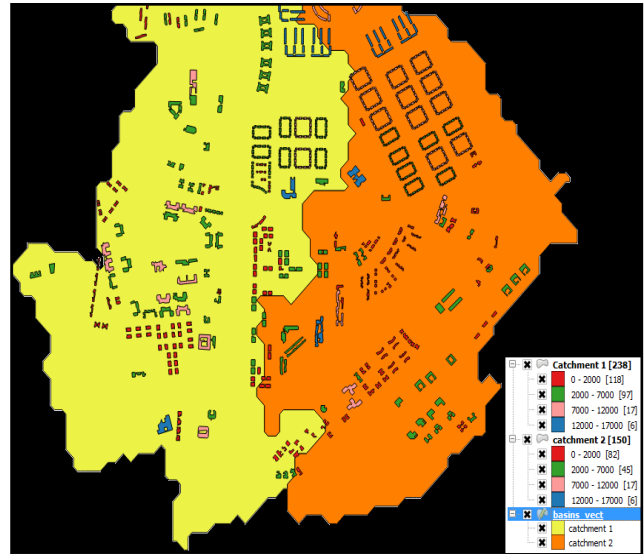 Catchment 1 [238]
0 - 2000 [118]
2000 - 7000 [97]
7000 - 12000 [17]
12000 - 17000 [6]
catchment 2 [150]
0 - 2000 [82]
2000 - 7000 [45]
7000 - 12000 [17]
12000 - 17000 [6]
basins_vect
catchment 1
catchment 2